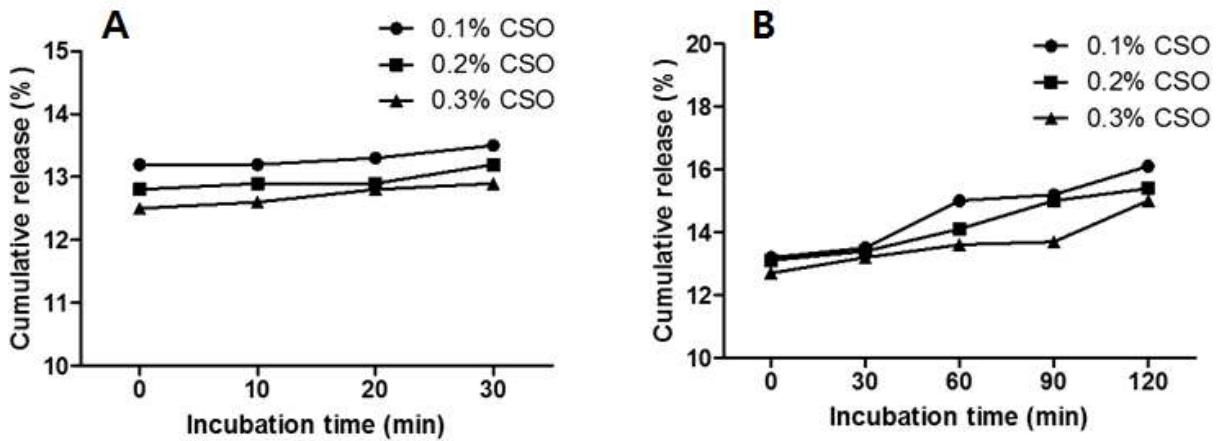 A
0.1% CSO
0.2% CSO
0.3% CSO
Cumulative release (% )
15
14
13
12
11
10
0 10 20 30
Incubation time (min)
B
0.1% CSO
0.2% CSO
0.3% CSO
Cumulative release (% )
20
18
16
14
12
10
0 30 60 90 120
Incubation time (min)